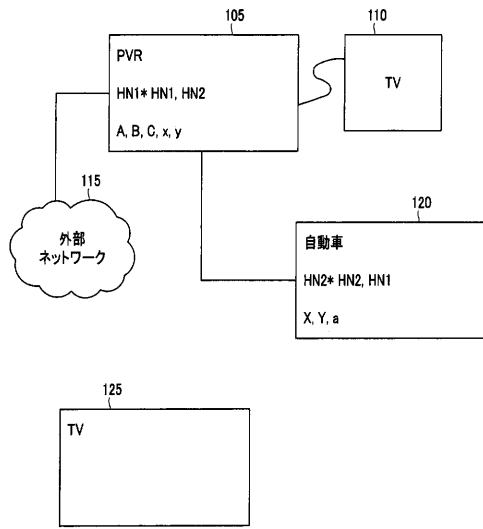 105
PVR
HN1* HN1, HN2
A, B, C, x, y
110
TV
115
外部
ネットワーク
120
自動車
HN2* HN2, HN1
X, Y, a
125
TV